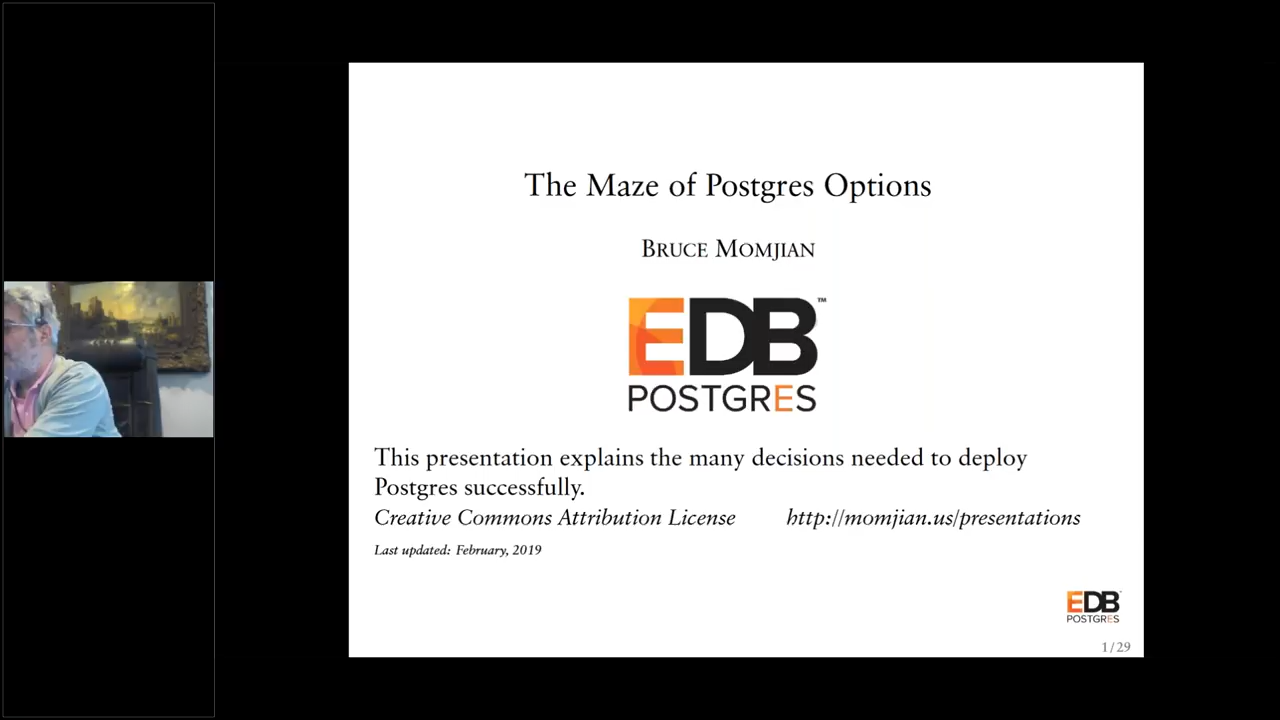 The Maze of Postgres Options
BRUCE MOMJIAN
EDB™
POSTGRES
This presentation explains the many decisions needed to deploy
Postgres successfully.
Creative Commons Attribution License http://momjian.us/presentations
Last updated: February, 2019
EDB
POSTGRES
1 / 29